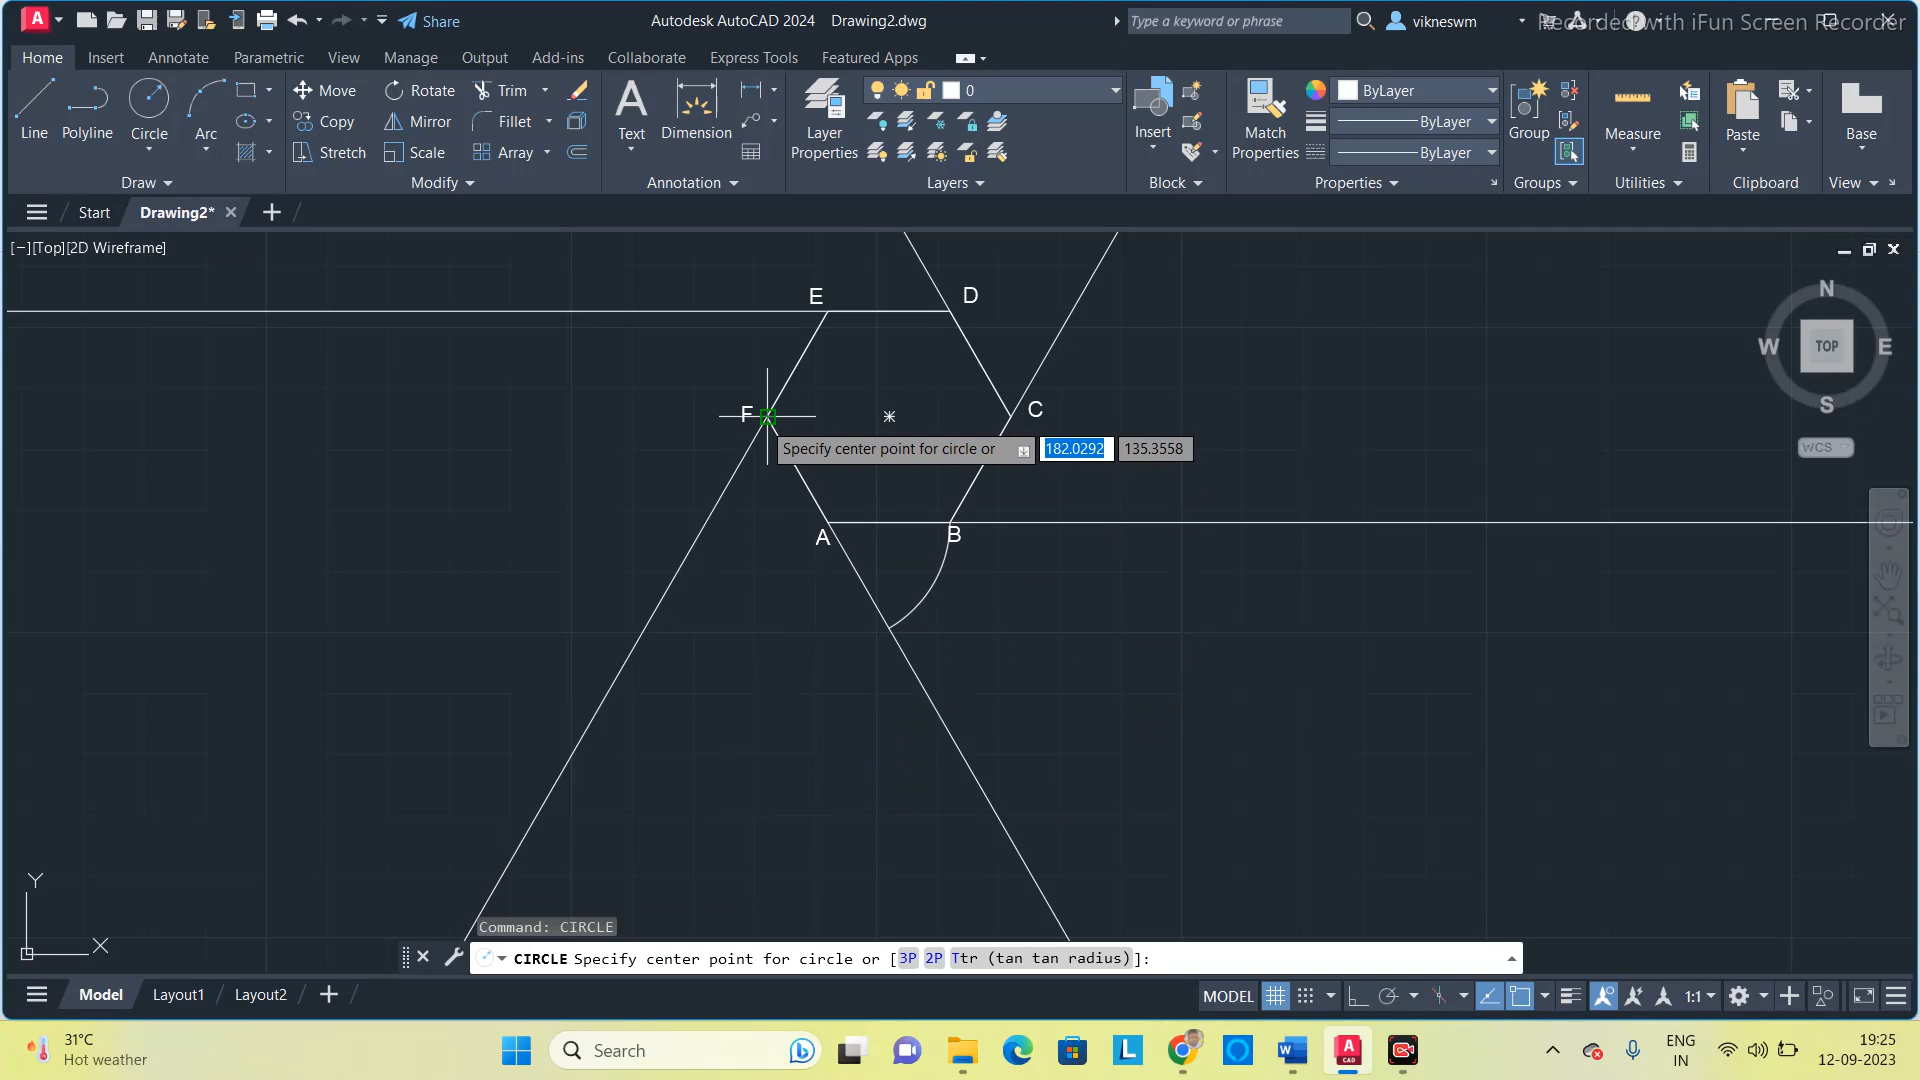 Share
Autodesk AutoCAD 2024 Drawing2.dwg
Type a keyword or phrase
vikneswm
Recorded with iFun Screen Recorder
Home Insert Annotate Parametric View Manage Output Add-ins Collaborate Express Tools Featured Apps
Line Polyline Circle Arc
Move Rotate Trim
Copy Mirror Fillet
Stretch Scale Array
Text Dimension
Layer Properties
0
Insert
Match Properties
ByLayer
ByLayer
ByLayer
Group
Measure
Paste
Base
Draw Modify Annotation Layers Block Properties Groups Utilities Clipboard View
Start Drawing2*
[−][Top][2D Wireframe]
E D
F C
A B
Specify center point for circle or 182.0292 135.3558
N
W TOP E
S
WCS
Y
X
Command: CIRCLE
CIRCLE Specify center point for circle or [3P 2P Ttr (tan tan radius)]:
Model Layout1 Layout2
MODEL
1:1
31°C
Hot weather
Search
ENG
IN
19:25
12-09-2023